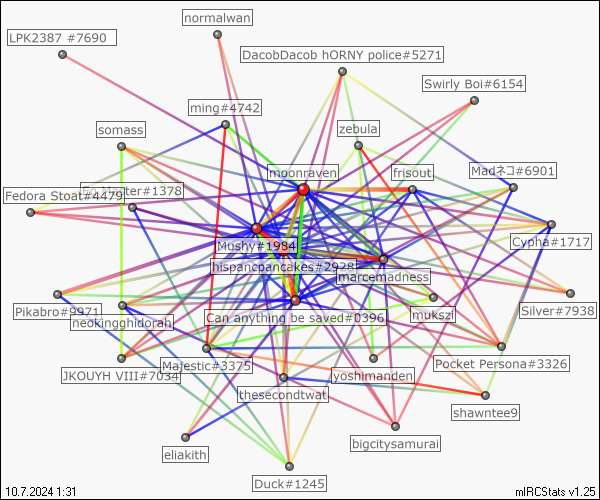 normalwan
LPK2387 #7690
DacobDacob hORNY police#5271
Swirly Boi#6154
ming#4742
somass
zebula
moonraven
frisout
Madネコ#6901
Fedora Stoat#4479
#1378
Mushy#1984
Cypha#1717
hispancpancakes#2928
marcemadness
Pikabro#9971
neokingghidorah
Can anything be saved#0396
mukszi
Silver#7938
JKOUYH VIII#7034
Majestic#3375
yoshimanden
Pocket Persona#3326
thesecondtwat
shawntee9
bigcitysamurai
eliakith
Duck#1245
10.7.2024 1:31
mIRCStats v1.25